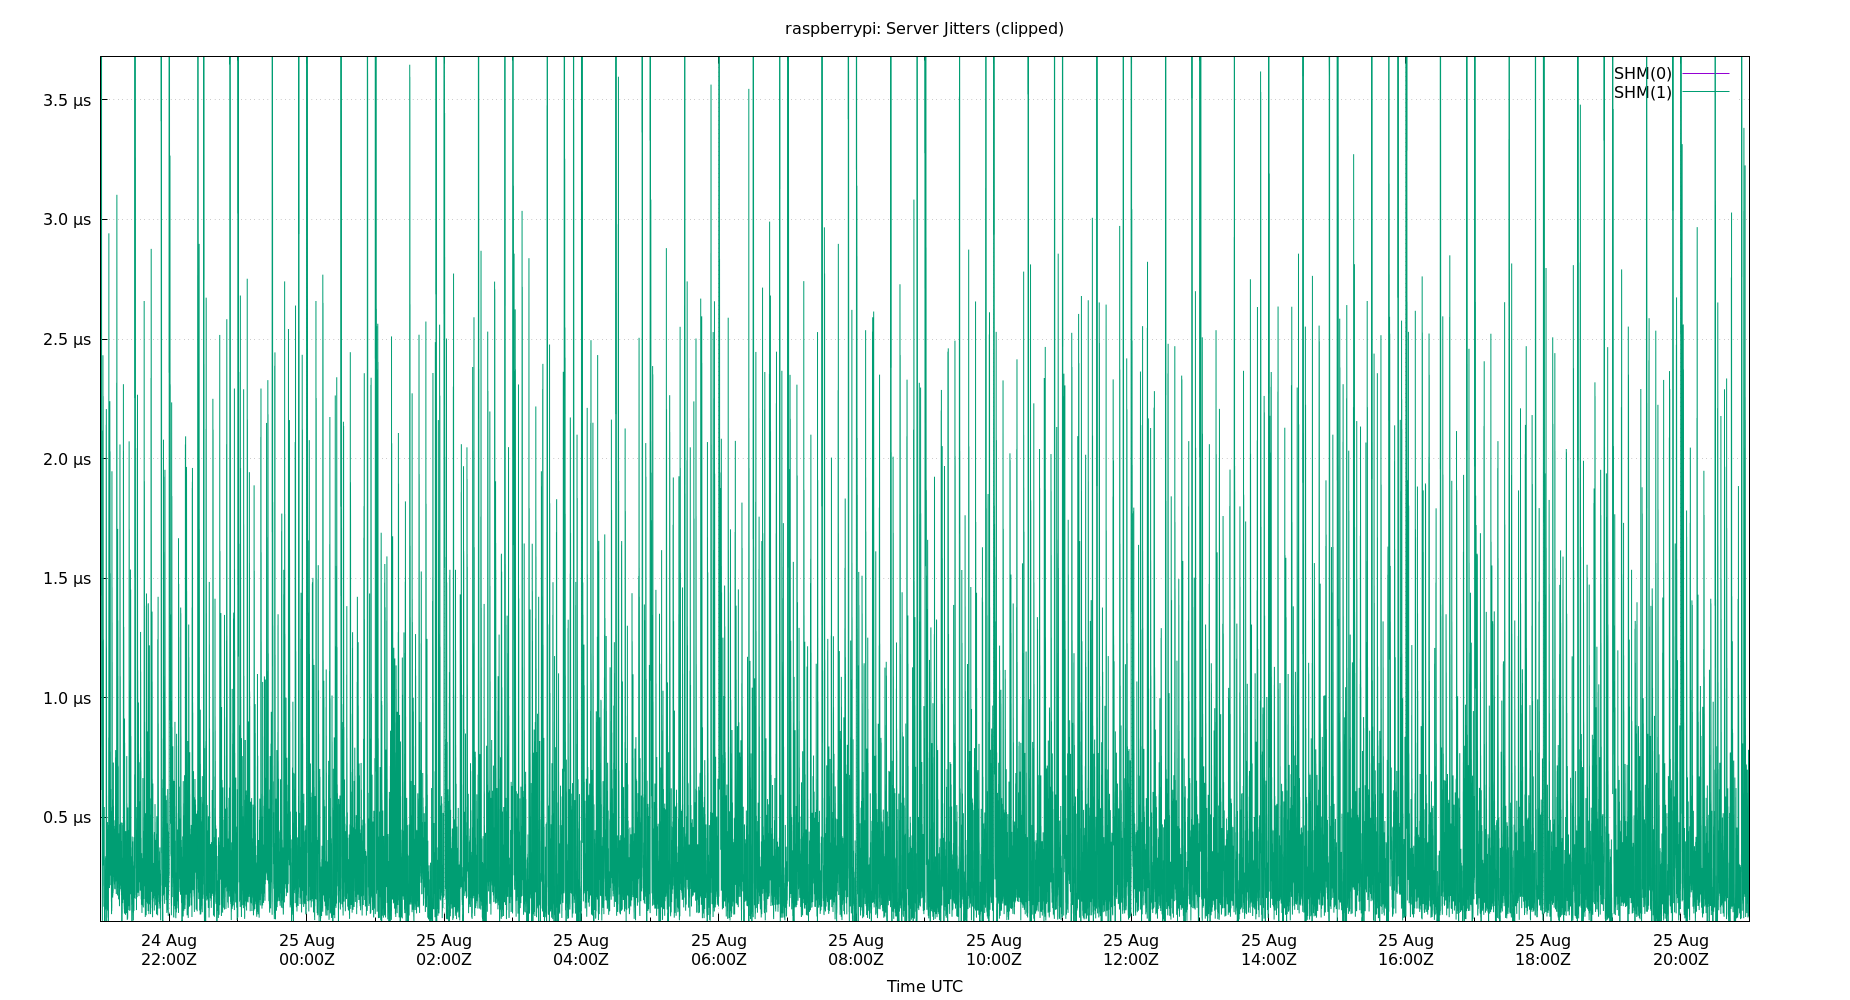 raspberrypi: Server Jitters (clipped)
SHM(0)
SHM(1)
3.5 µs
3.0 µs
2.5 µs
2.0 µs
1.5 µs
1.0 µs
0.5 µs
24 Aug 25 Aug 25 Aug 25 Aug 25 Aug 25 Aug 25 Aug 25 Aug 25 Aug 25 Aug 25 Aug 25 Aug
22:00Z 00:00Z 02:00Z 04:00Z 06:00Z 08:00Z 10:00Z 12:00Z 14:00Z 16:00Z 18:00Z 20:00Z
Time UTC